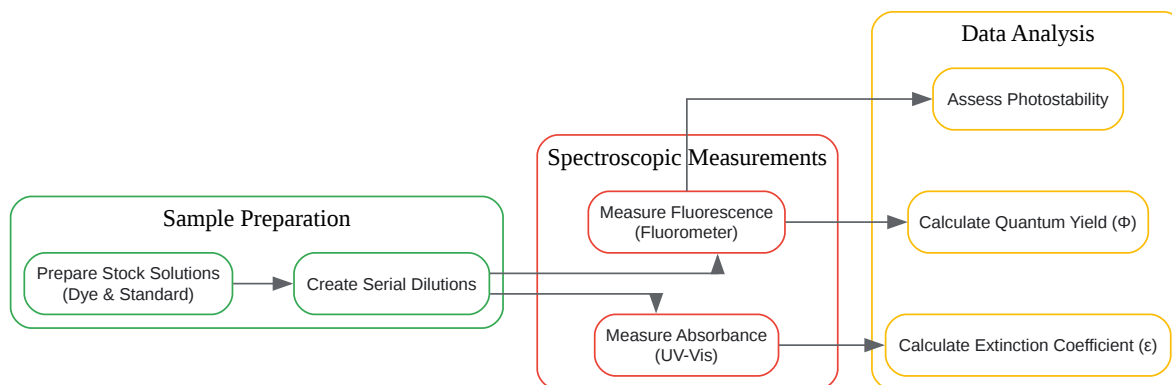 Data Analysis
Assess Photostability
Spectroscopic Measurements
Measure Fluorescence
(Fluorometer)
Calculate Quantum Yield (Φ)
Sample Preparation
Prepare Stock Solutions
(Dye & Standard)
Create Serial Dilutions
Measure Absorbance
(UV-Vis)
Calculate Extinction Coefficient (ε)